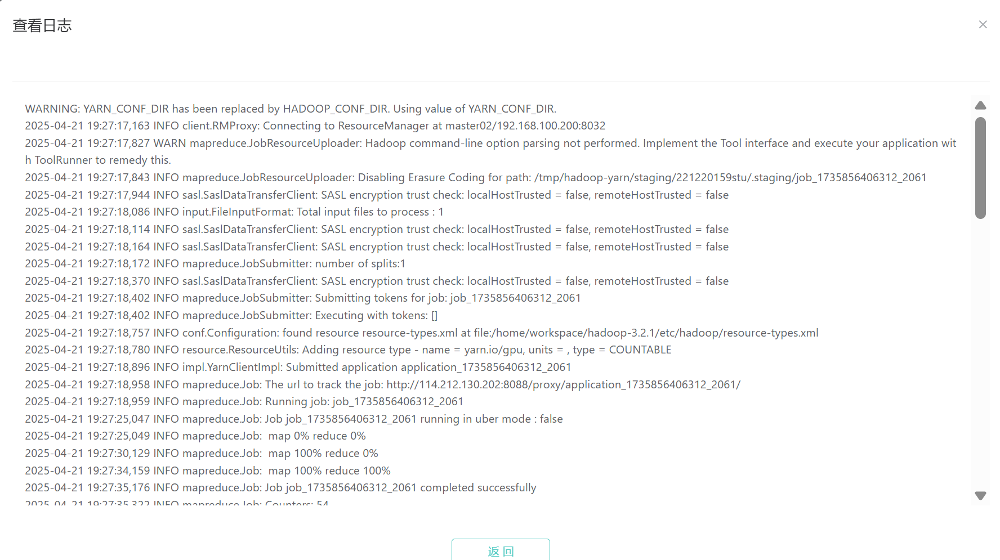 查看日志
WARNING: YARN_CONF_DIR has been replaced by HADOOP_CONF_DIR. Using value of YARN_CONF_DIR.
2025-04-21 19:27:17,163 INFO client.RMProxy: Connecting to ResourceManager at master02/192.168.100.200:8032
2025-04-21 19:27:17,827 WARN mapreduce.JobResourceUploader: Hadoop command-line option parsing not performed. Implement the Tool interface and execute your application wit
h ToolRunner to remedy this.
2025-04-21 19:27:17,843 INFO mapreduce.JobResourceUploader: Disabling Erasure Coding for path: /tmp/hadoop-yarn/staging/221220159stu/.staging/job_1735856406312_2061
2025-04-21 19:27:17,944 INFO sasl.SaslDataTransferClient: SASL encryption trust check: localHostTrusted = false, remoteHostTrusted = false
2025-04-21 19:27:18,086 INFO input.FileInputFormat: Total input files to process : 1
2025-04-21 19:27:18,114 INFO sasl.SaslDataTransferClient: SASL encryption trust check: localHostTrusted = false, remoteHostTrusted = false
2025-04-21 19:27:18,164 INFO sasl.SaslDataTransferClient: SASL encryption trust check: localHostTrusted = false, remoteHostTrusted = false
2025-04-21 19:27:18,172 INFO mapreduce.JobSubmitter: number of splits:1
2025-04-21 19:27:18,370 INFO sasl.SaslDataTransferClient: SASL encryption trust check: localHostTrusted = false, remoteHostTrusted = false
2025-04-21 19:27:18,402 INFO mapreduce.JobSubmitter: Submitting tokens for job: job_1735856406312_2061
2025-04-21 19:27:18,402 INFO mapreduce.JobSubmitter: Executing with tokens: []
2025-04-21 19:27:18,757 INFO conf.Configuration: found resource resource-types.xml at file:/home/workspace/hadoop-3.2.1/etc/hadoop/resource-types.xml
2025-04-21 19:27:18,780 INFO resource.ResourceUtils: Adding resource type - name = yarn.io/gpu, units = , type = COUNTABLE
2025-04-21 19:27:18,896 INFO impl.YarnClientImpl: Submitted application application_1735856406312_2061
2025-04-21 19:27:18,958 INFO mapreduce.Job: The url to track the job: http://114.212.130.202:8088/proxy/application_1735856406312_2061/
2025-04-21 19:27:18,959 INFO mapreduce.Job: Running job: job_1735856406312_2061
2025-04-21 19:27:25,047 INFO mapreduce.Job: Job job_1735856406312_2061 running in uber mode : false
2025-04-21 19:27:25,049 INFO mapreduce.Job:  map 0% reduce 0%
2025-04-21 19:27:30,129 INFO mapreduce.Job:  map 100% reduce 0%
2025-04-21 19:27:34,159 INFO mapreduce.Job:  map 100% reduce 100%
2025-04-21 19:27:35,176 INFO mapreduce.Job: Job job_1735856406312_2061 completed successfully
2025-04-21 19:27:35,322 INFO mapreduce.Job: Counters: 54
返回